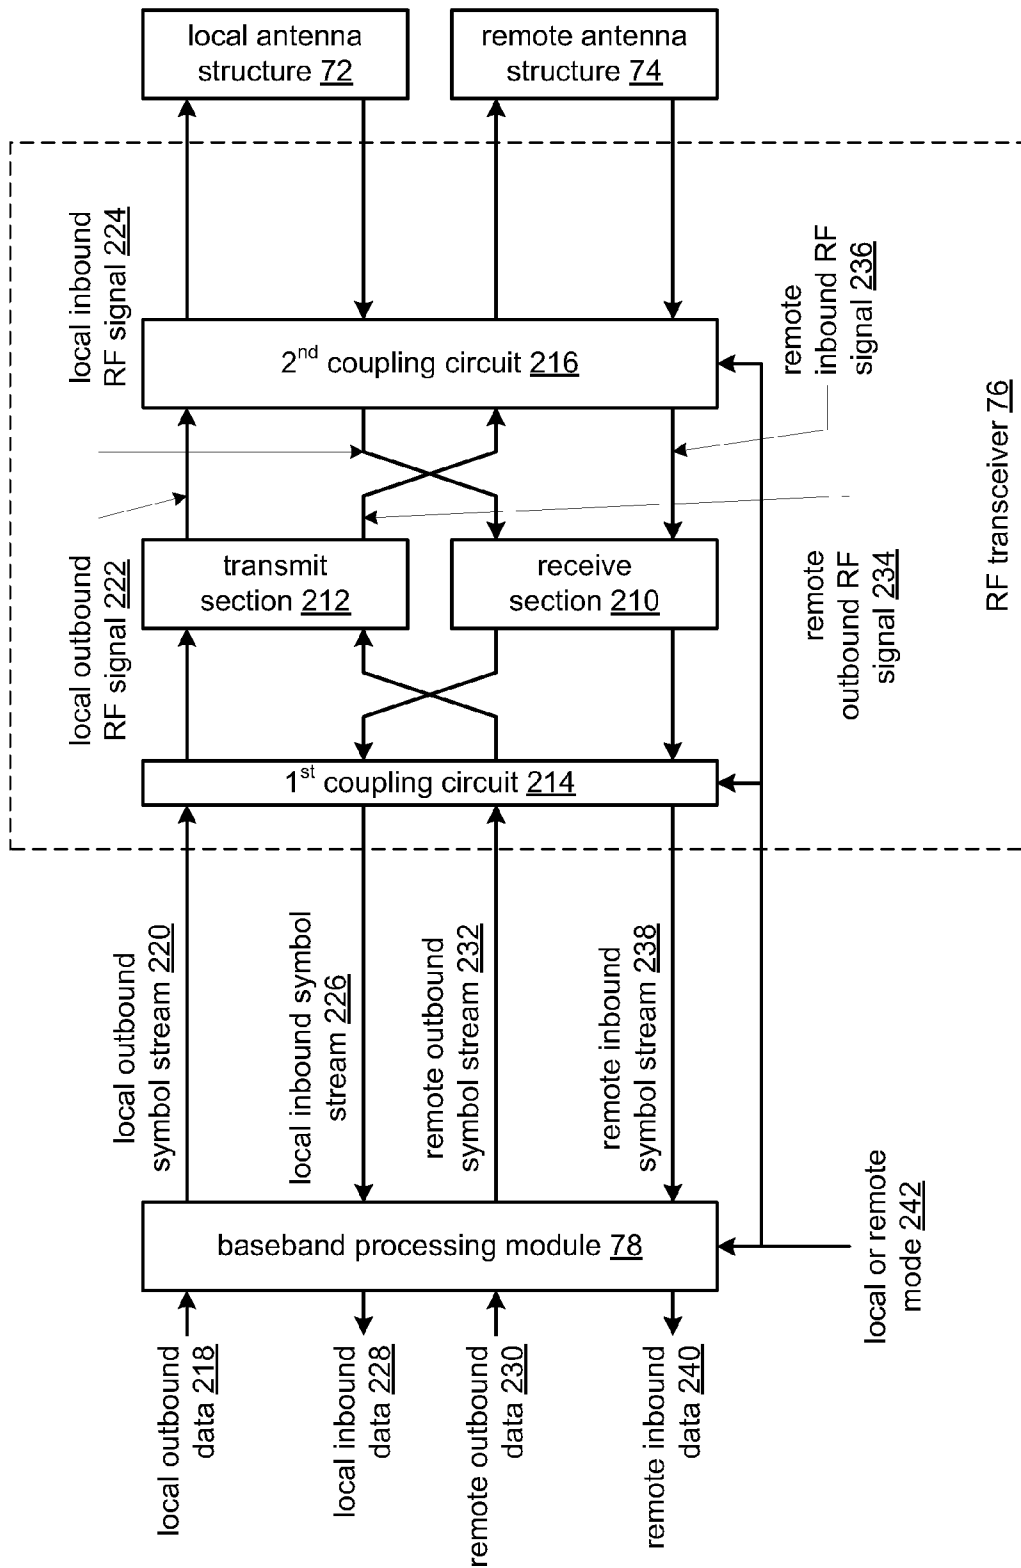 local antenna
structure 72
remote antenna
structure 74
local inbound
RF signal 224
2nd coupling circuit 216
remote
inbound RF
signal 236
RF transceiver 76
local outbound
RF signal 222
transmit
section 212
receive
section 210
remote
outbound RF
signal 234
1st coupling circuit 214
local outbound
symbol stream 220
local inbound symbol
stream 226
remote outbound
symbol stream 232
remote inbound
symbol stream 238
baseband processing module 78
local or remote
mode 242
local outbound
data 218
local inbound
data 228
remote outbound
data 230
remote inbound
data 240